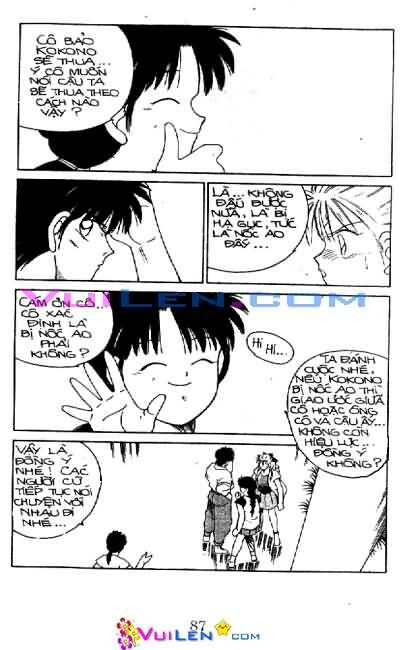 CÔ BẢO
KOKONO
SẼ THUA...
Ý CÔ MUỐN
NÓI CẬU TA
SẼ THUA THEO
CÁCH NÀO
VẬY?
LÀ... KHÔNG
ĐẤU ĐƯỢC
NỮA, LÀ BỊ
HẠ GỤC, TỨC
LÀ NỐC AO
ĐẤY...
VUILEN.COM
CÁM ƠN CÔ...
CÔ XÁC
ĐỊNH LÀ
BỊ NỐC AO
PHẢI
KHÔNG?
HI HI...
TA ĐÁNH
CUỘC NHÉ,
NẾU KOKONO
BỊ NỐC AO THÌ
GIAO ƯỚC GIỮA
CÔ HOẶC ÔNG
CÔ VÀ CẬU ẤY...
KHÔNG CÒN
HIỆU LỰC...
ĐỒNG Ý
KHÔNG?
VẬY LÀ
ĐỒNG Ý
NHÉ! CÁC
NGƯỜI CỨ
TIẾP TỤC NÓI
CHUYỆN VỚI
NHAU ĐI
NHÉ...
87
VUILEN.COM